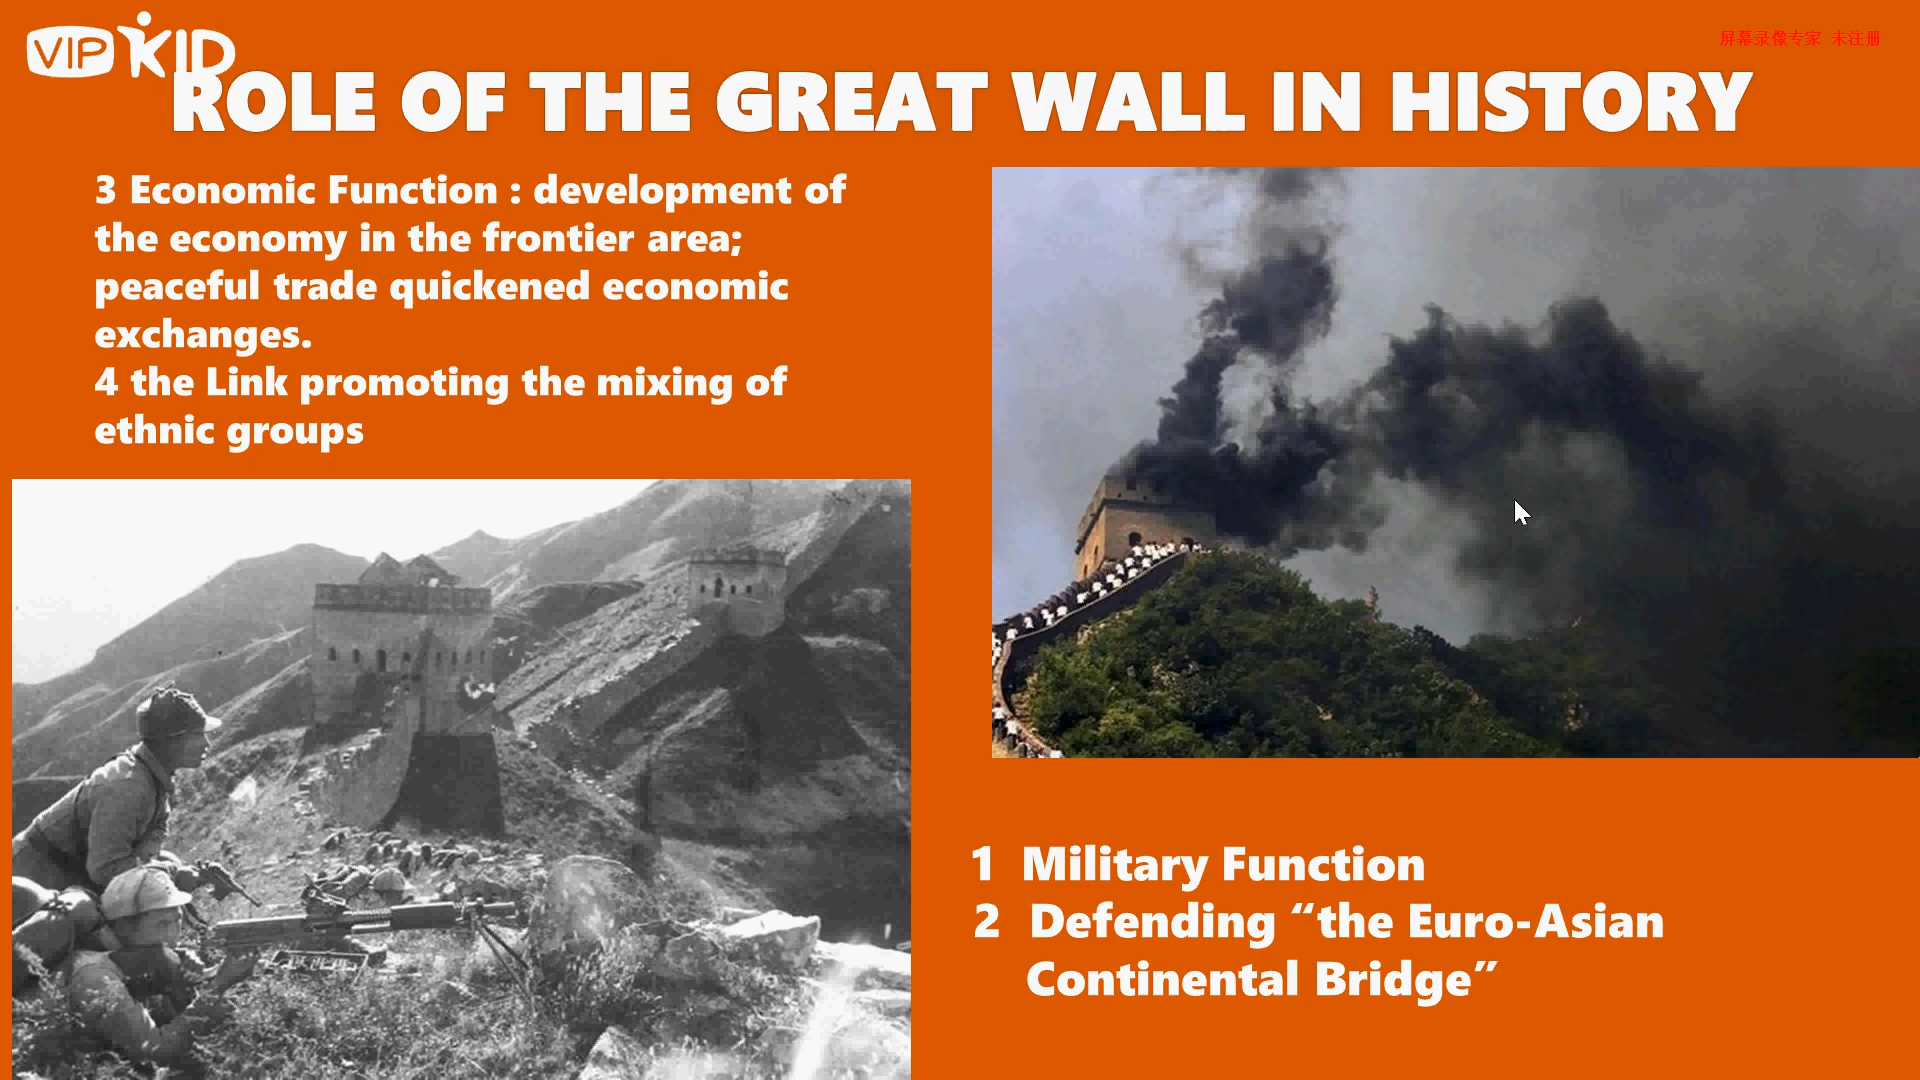 VIPKID
屏幕录像专家 未注册
ROLE OF THE GREAT WALL IN HISTORY
3 Economic Function : development of
the economy in the frontier area;
peaceful trade quickened economic
exchanges.
4 the Link promoting the mixing of
ethnic groups
1 Military Function
2 Defending “the Euro-Asian
Continental Bridge”